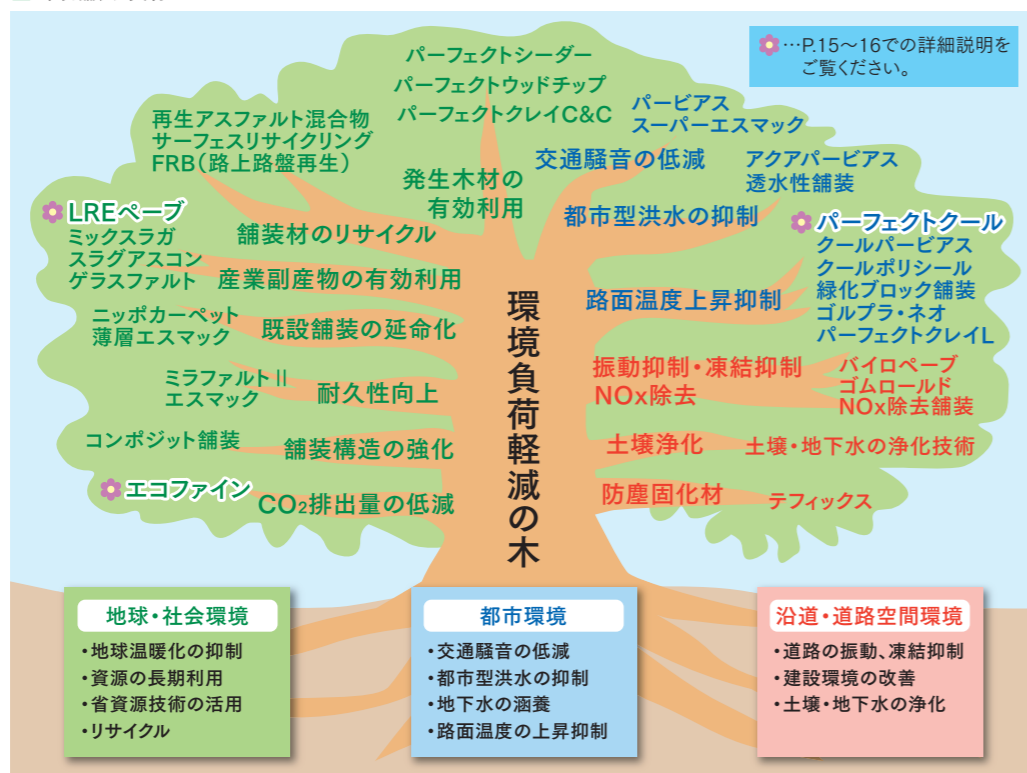 …P.15〜16での詳細説明を
ご覧ください。
パーフェクトシーダー
パーフェクトウッドチップ
パーフェクトクレイC&C
発生木材の
有効利用
再生アスファルト混合物
サーフェスリサイクリング
FRB（路上路盤再生）
舗装材のリサイクル
LREペーブ
ミックスラガ
スラグアスコン
ゲラスファルト
産業副産物の有効利用
ニッポカーペット
薄層エスマック
既設舗装の延命化
ミラファルトⅡ
エスマック
耐久性向上
コンポジット舗装
舗装構造の強化
エコファイン
CO₂排出量の低減
環境負荷軽減の木
パービアス
スーパーエスマック
交通騒音の低減
アクアパービアス
透水性舗装
都市型洪水の抑制
パーフェクトクール
クールパービアス
クールポリシール
緑化ブロック舗装
ゴルプラ・ネオ
パーフェクトクレイL
路面温度上昇抑制
振動抑制・凍結抑制
NOx除去
バイロペーブ
ゴムロールド
NOx除去舗装
土壌浄化
土壌・地下水の浄化技術
防塵固化材
テフィックス
地球・社会環境
・地球温暖化の抑制
・資源の長期利用
・省資源技術の活用
・リサイクル
都市環境
・交通騒音の低減
・都市型洪水の抑制
・地下水の涵養
・路面温度の上昇抑制
沿道・道路空間環境
・道路の振動、凍結抑制
・建設環境の改善
・土壌・地下水の浄化